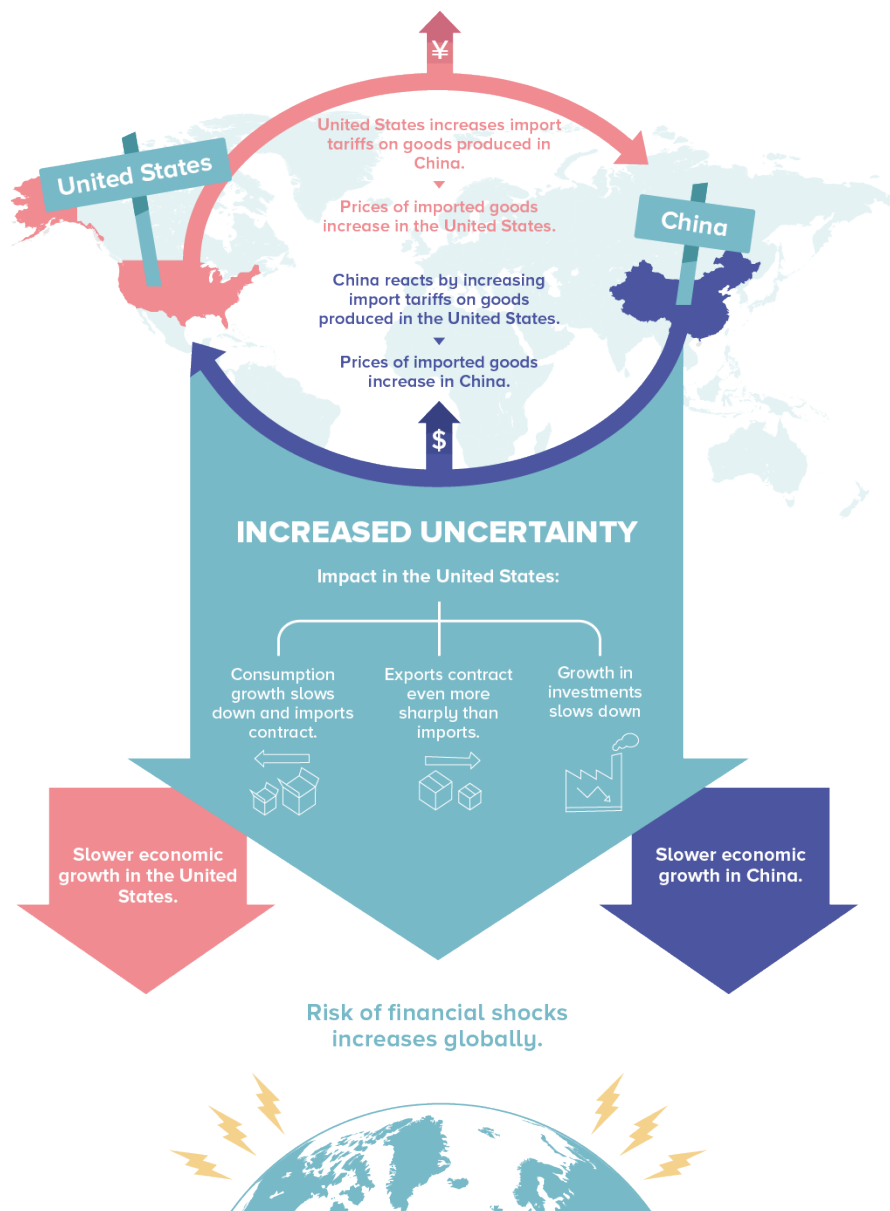 ¥
United States increases import
tariffs on goods produced in
China.
United States
Prices of imported goods
increase in the United States.
China
China reacts by increasing
import tariffs on goods
produced in the United States.
Prices of imported goods
increase in China.
$
INCREASED UNCERTAINTY
Impact in the United States:
Consumption
growth slows
down and imports
contract.
Exports contract
even more
sharply than
imports.
Growth in
investments
slows down
Slower economic
growth in the United
States.
Slower economic
growth in China.
Risk of financial shocks
increases globally.